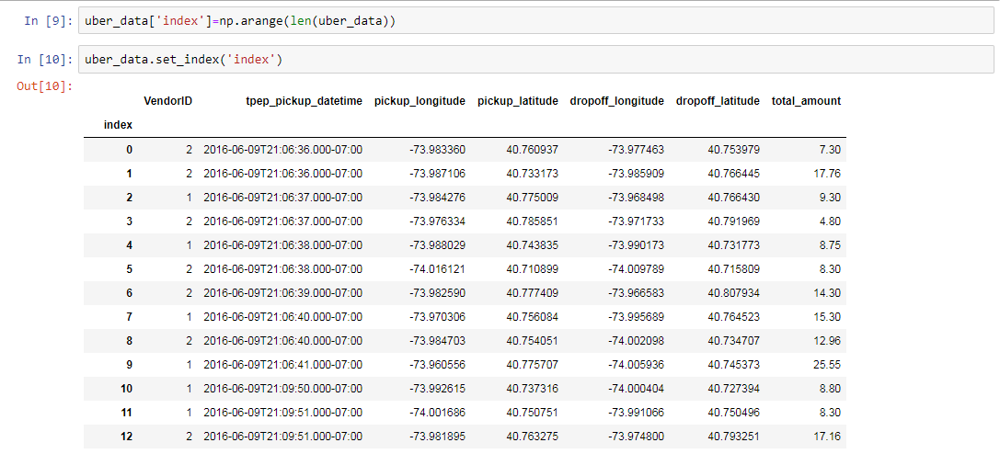 In [9]: uber_data['index']=np.arange(len(uber_data))
In [10]: uber_data.set_index('index')
Out[10]:
VendorID tpep_pickup_datetime pickup_longitude pickup_latitude dropoff_longitude dropoff_latitude total_amount
index
0 2 2016-06-09T21:06:36.000-07:00 -73.983360 40.760937 -73.977463 40.753979 7.30
1 2 2016-06-09T21:06:36.000-07:00 -73.987106 40.733173 -73.985909 40.766445 17.76
2 1 2016-06-09T21:06:37.000-07:00 -73.984276 40.775009 -73.968498 40.766430 9.30
3 2 2016-06-09T21:06:37.000-07:00 -73.976334 40.785851 -73.971733 40.791969 4.80
4 1 2016-06-09T21:06:38.000-07:00 -73.988029 40.743835 -73.990173 40.731773 8.75
5 2 2016-06-09T21:06:38.000-07:00 -74.016121 40.710899 -74.009789 40.715809 8.30
6 2 2016-06-09T21:06:39.000-07:00 -73.982590 40.777409 -73.966583 40.807934 14.30
7 1 2016-06-09T21:06:40.000-07:00 -73.970306 40.756084 -73.995689 40.764523 15.30
8 2 2016-06-09T21:06:40.000-07:00 -73.984703 40.754051 -74.002098 40.734707 12.96
9 1 2016-06-09T21:06:41.000-07:00 -73.960556 40.775707 -74.005936 40.745373 25.55
10 1 2016-06-09T21:09:50.000-07:00 -73.992615 40.737316 -74.000404 40.727394 8.80
11 1 2016-06-09T21:09:51.000-07:00 -74.001686 40.750751 -73.991066 40.750496 8.30
12 2 2016-06-09T21:09:51.000-07:00 -73.981895 40.763275 -73.974800 40.793251 17.16